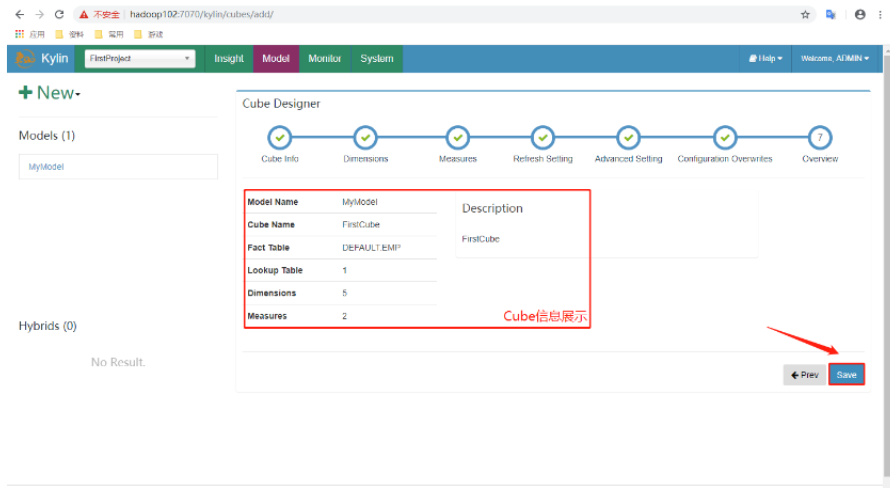 不安全 | hadoop102:7070/kylin/cubes/add/
应用 资料 常用 游戏
Kylin FirstProject Insight Model Monitor System Help Welcome, ADMIN
+ New
Cube Designer
Models (1)
7
Cube Info Dimensions Measures Refresh Setting Advanced Setting Configuration Overwrites Overview
MyModel
Model Name MyModel
Description
Cube Name FirstCube
FirstCube
Fact Table DEFAULT.EMP
Lookup Table 1
Dimensions 5
Measures 2
Cube信息展示
Hybrids (0)
No Result.
Prev Save